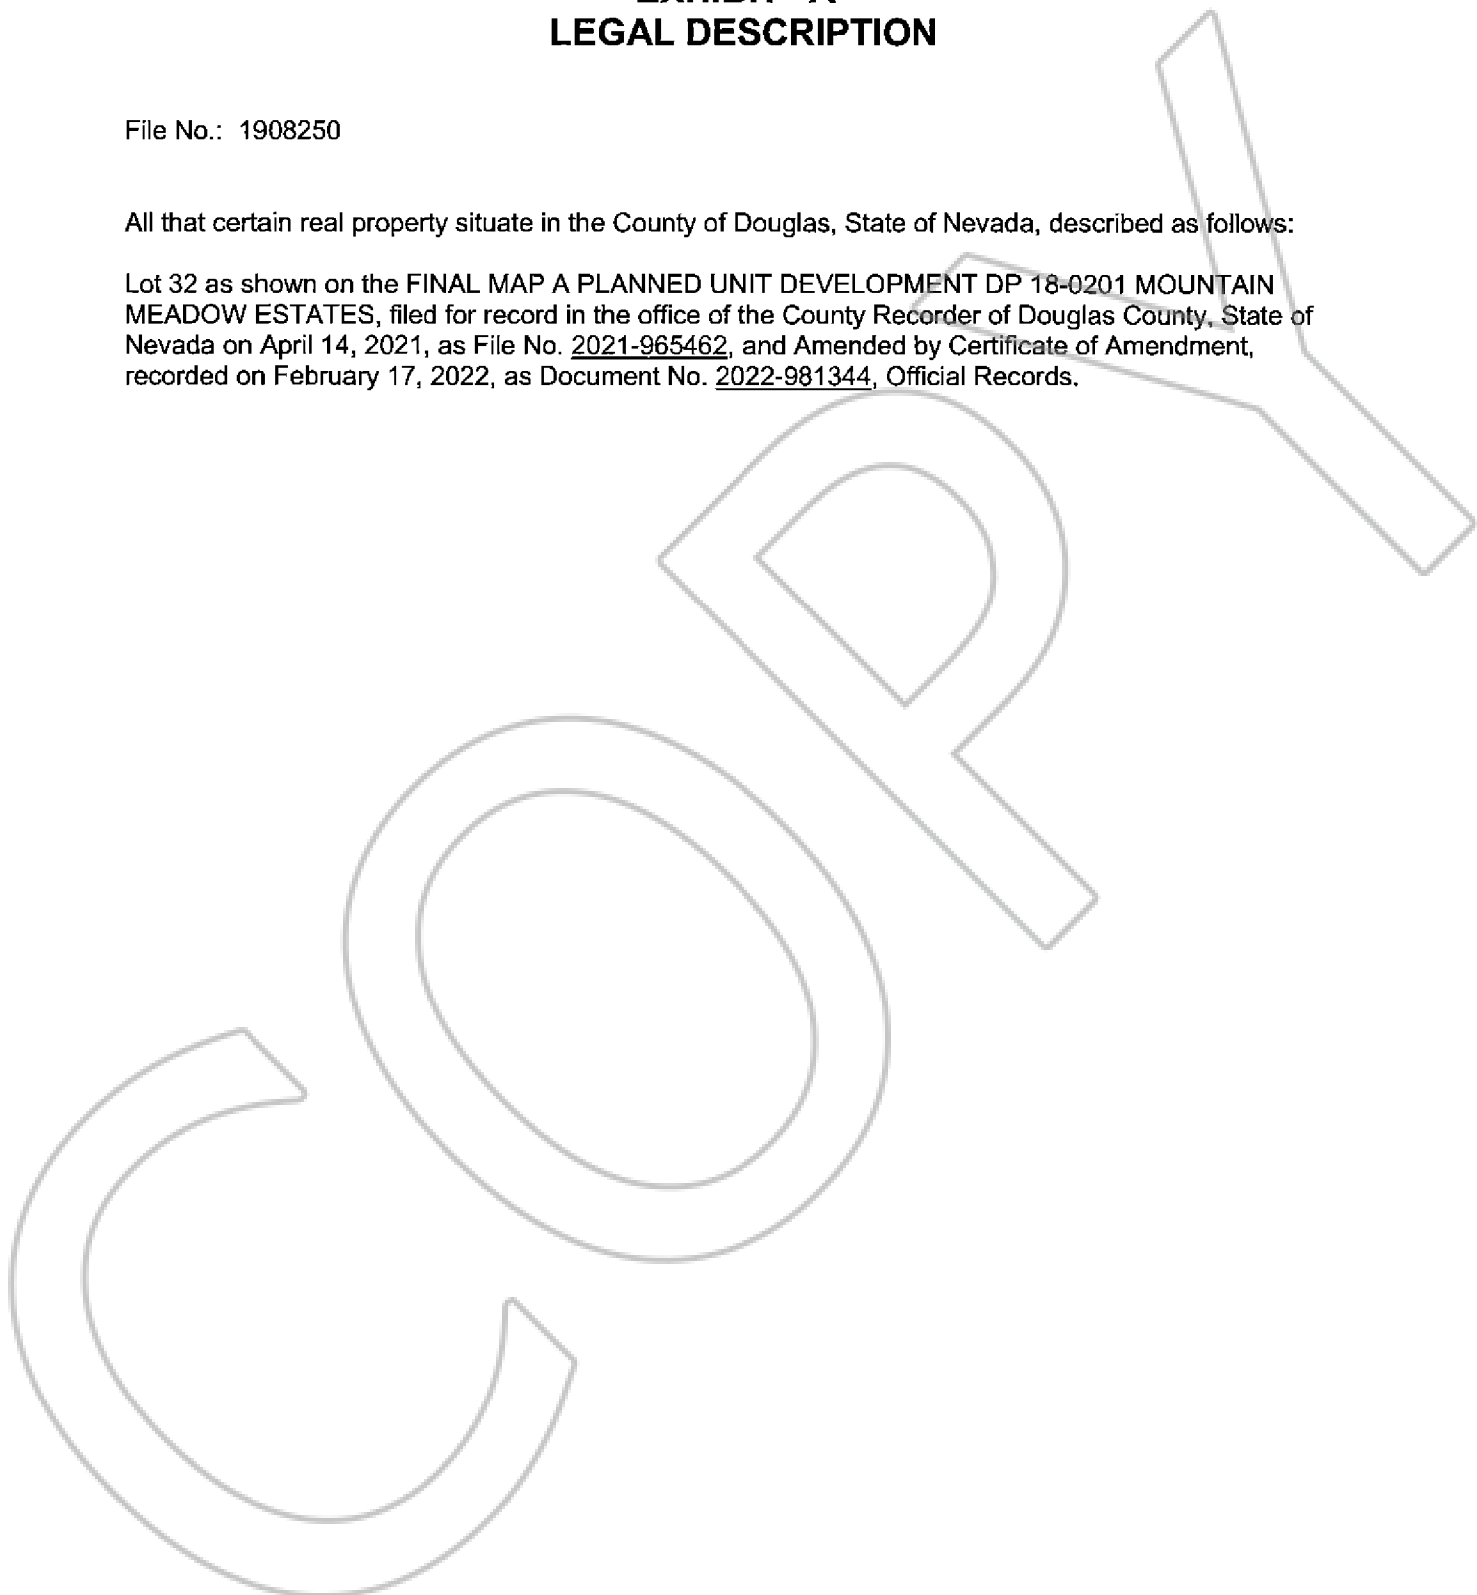 EXHIBIT "A"
LEGAL DESCRIPTION
File No.: 1908250
All that certain real property situate in the County of Douglas, State of Nevada, described as follows:
Lot 32 as shown on the FINAL MAP A PLANNED UNIT DEVELOPMENT DP 18-0201 MOUNTAIN
MEADOW ESTATES, filed for record in the office of the County Recorder of Douglas County, State of
Nevada on April 14, 2021, as File No. 2021-965462, and Amended by Certificate of Amendment,
recorded on February 17, 2022, as Document No. 2022-981344, Official Records.
COPY